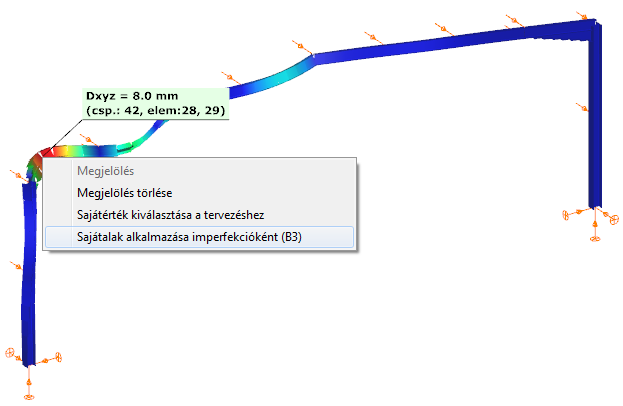 Dxyz = 8.0 mm
(csp.: 42, elem:28, 29)
Megjelölés
Megjelölés törlése
Sajátérték kiválasztása a tervezéshez
Sajátalak alkalmazása imperfekcióként (B3)